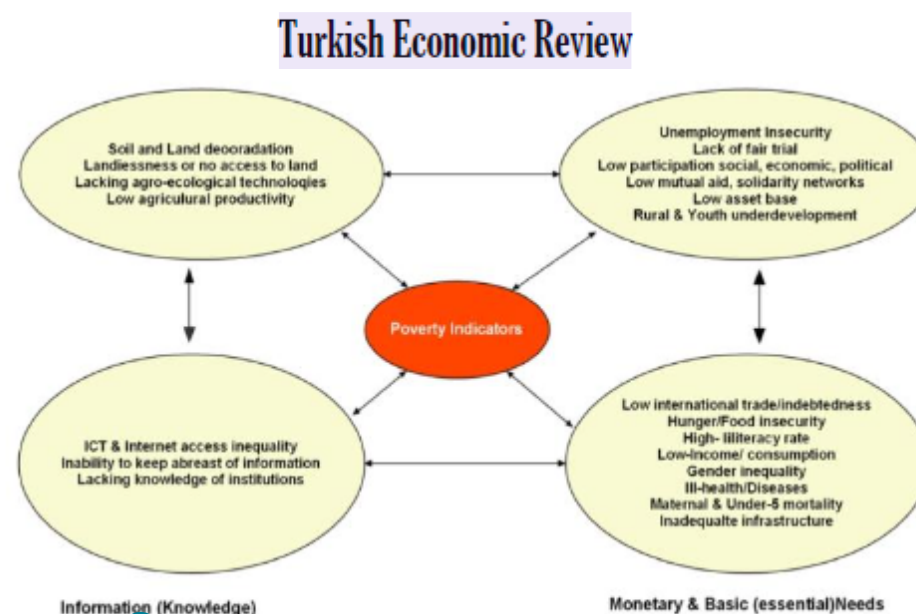 Turkish Economic Review
Soil and Land deooradation
Landlessness or no access to land
Lacking agro-ecological technologies
Low agriculural productivity
Unemployment Insecurity
Lack of fair trial
Low participation social, economic, political
Low mutual aid, solidarity networks
Low asset base
Rural & Youth underdevelopment
Poverty Indicators
ICT & Internet access inequality
Inability to keep abreast of information
Lacking knowledge of institutions
Low international trade/indebtedness
Hunger/Food insecurity
High- Iiliteracy rate
Low-Income/ consumption
Gender inequality
Ill-health/Diseases
Maternal & Under-5 mortality
Inadequalte infrastructure
Information (Knowledge)
Monetary & Basic (essential)Needs